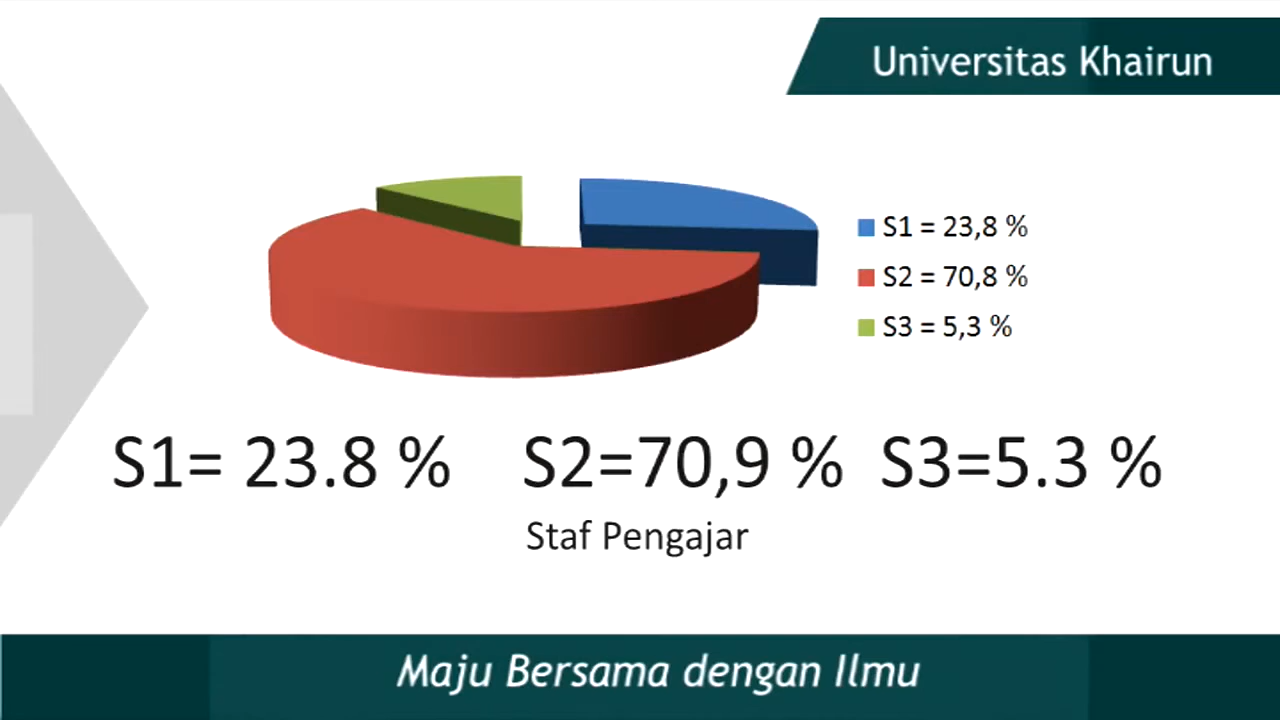 Universitas Khairun
S1 = 23,8 %
S2 = 70,8 %
S3 = 5,3 %
S1= 23.8 % S2=70,9 % S3=5.3 %
Staf Pengajar
Maju Bersama dengan Ilmu